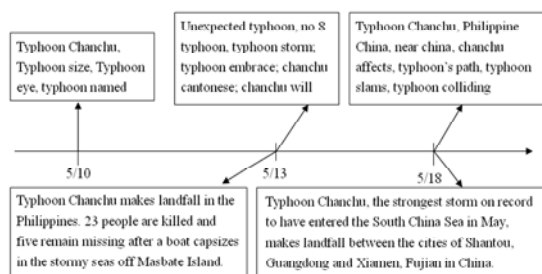 Typhoon Chanchu,
Typhoon size, Typhoon
eye, typhoon named
Unexpected typhoon, no 8
typhoon, typhoon storm;
typhoon embrace; chanchu
cantonese; chanchu will
Typhoon Chanchu, Philippine
China, near china, chanchu
affects, typhoon's path, typhoon
slams, typhoon colliding
5/10
5/13
5/18
Typhoon Chanchu makes landfall in the
Philippines. 23 people are killed and
five remain missing after a boat capsizes
in the stormy seas off Masbate Island.
Typhoon Chanchu, the strongest storm on record
to have entered the South China Sea in May,
makes landfall between the cities of Shantou,
Guangdong and Xiamen, Fujian in China.